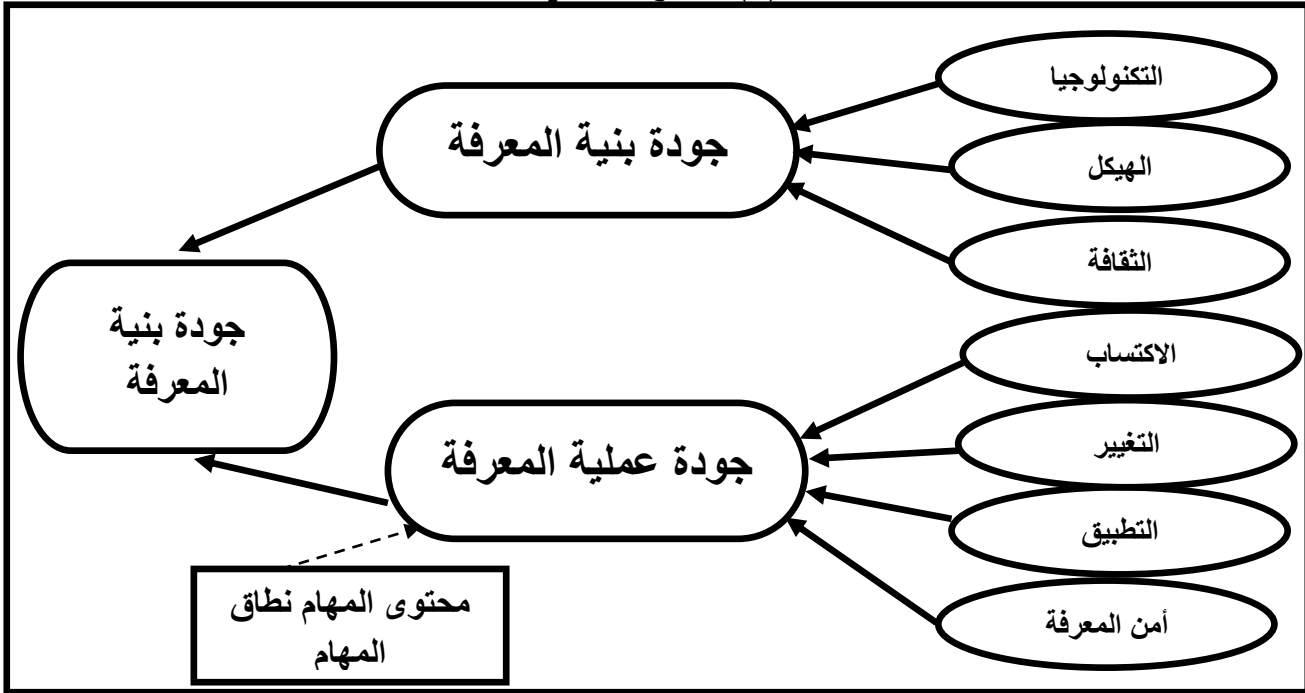 التكنولوجيا
جودة بنية المعرفة
الهيكل
الثقافة
جودة بنية
المعرفة
الاكتساب
جودة عملية المعرفة
التغيير
التطبيق
محتوى المهام نطاق
المهام
أمن المعرفة